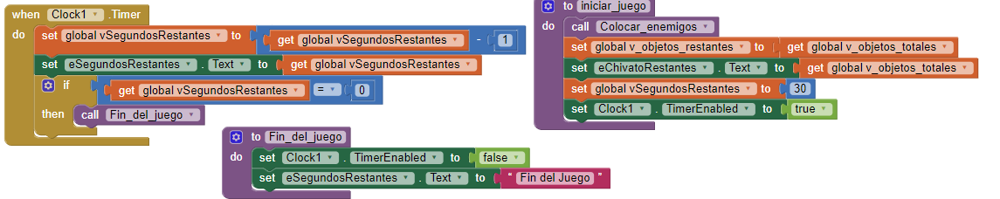 when Clock1 .Timer
do set global vSegundosRestantes to get global vSegundosRestantes - 1
set eSegundosRestantes . Text to get global vSegundosRestantes
if get global vSegundosRestantes = 0
then call Fin_del_juego
to Fin_del_juego
do set Clock1 . TimerEnabled to false
set eSegundosRestantes . Text to " Fin del Juego "
to iniciar_juego
do call Colocar_enemigos
set global v_objetos_restantes to get global v_objetos_totales
set eChivatoRestantes . Text to get global v_objetos_totales
set global vSegundosRestantes to 30
set Clock1 . TimerEnabled to true